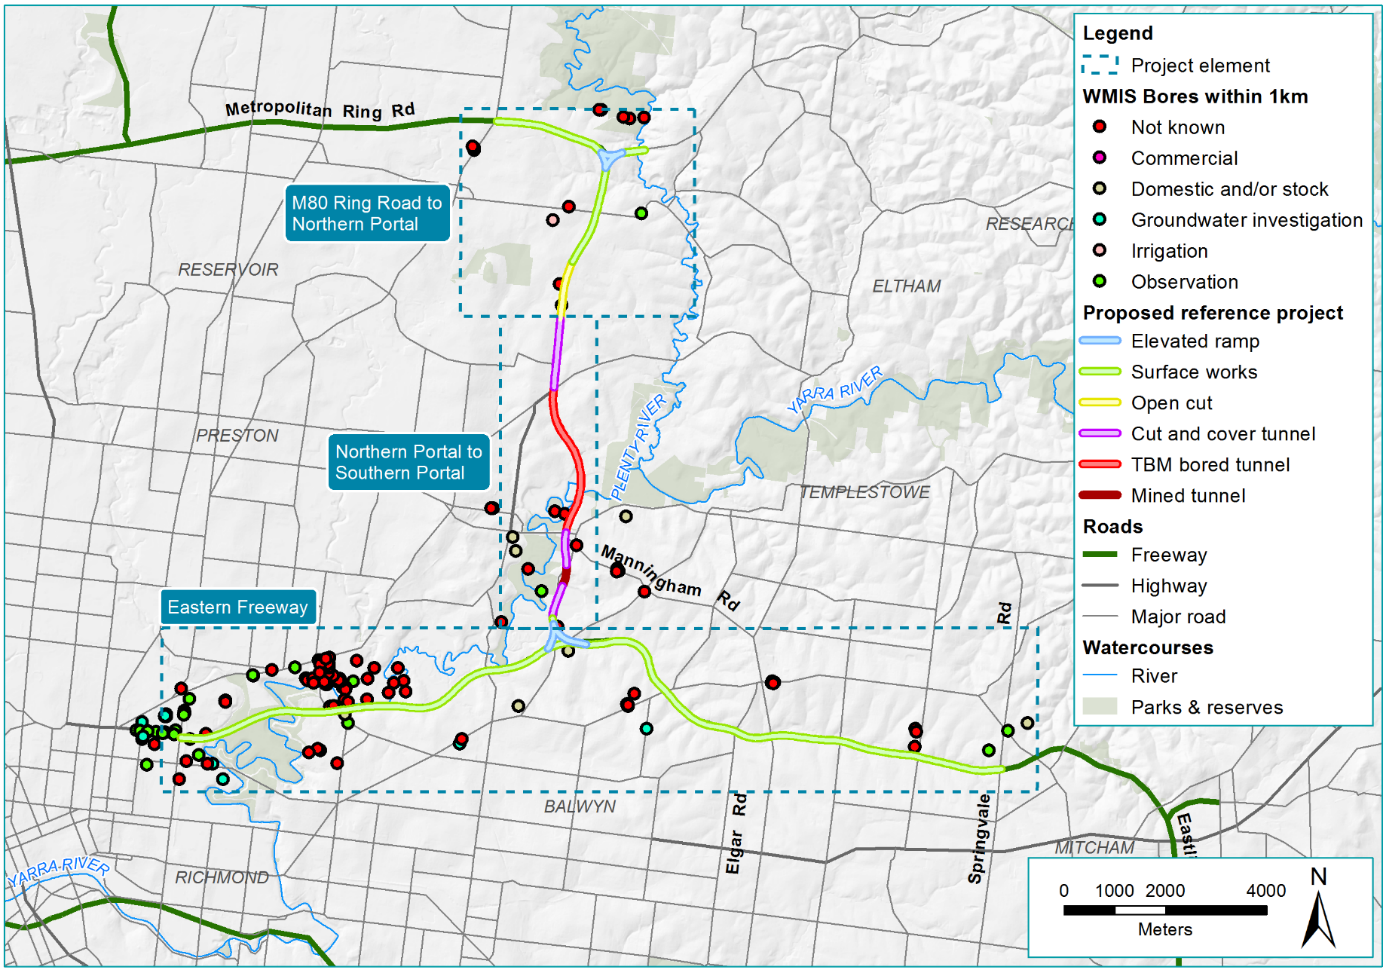 Metropolitan Ring Rd
M80 Ring Road to
Northern Portal
RESERVOIR
RESEARCH
ELTHAM
YARRA RIVER
PRESTON
PLENTY RIVER
Northern Portal to
Southern Portal
TEMPLESTOWE
Manningham Rd
Eastern Freeway
Rd
BALWYN
Elgar Rd
Springvale
MITCHAM
Eastl
RICHMOND
YARRA RIVER
Legend
Project element
WMIS Bores within 1km
Not known
Commercial
Domestic and/or stock
Groundwater investigation
Irrigation
Observation
Proposed reference project
Elevated ramp
Surface works
Open cut
Cut and cover tunnel
TBM bored tunnel
Mined tunnel
Roads
Freeway
Highway
Major road
Watercourses
River
Parks & reserves
0 1000 2000 4000
Meters
N